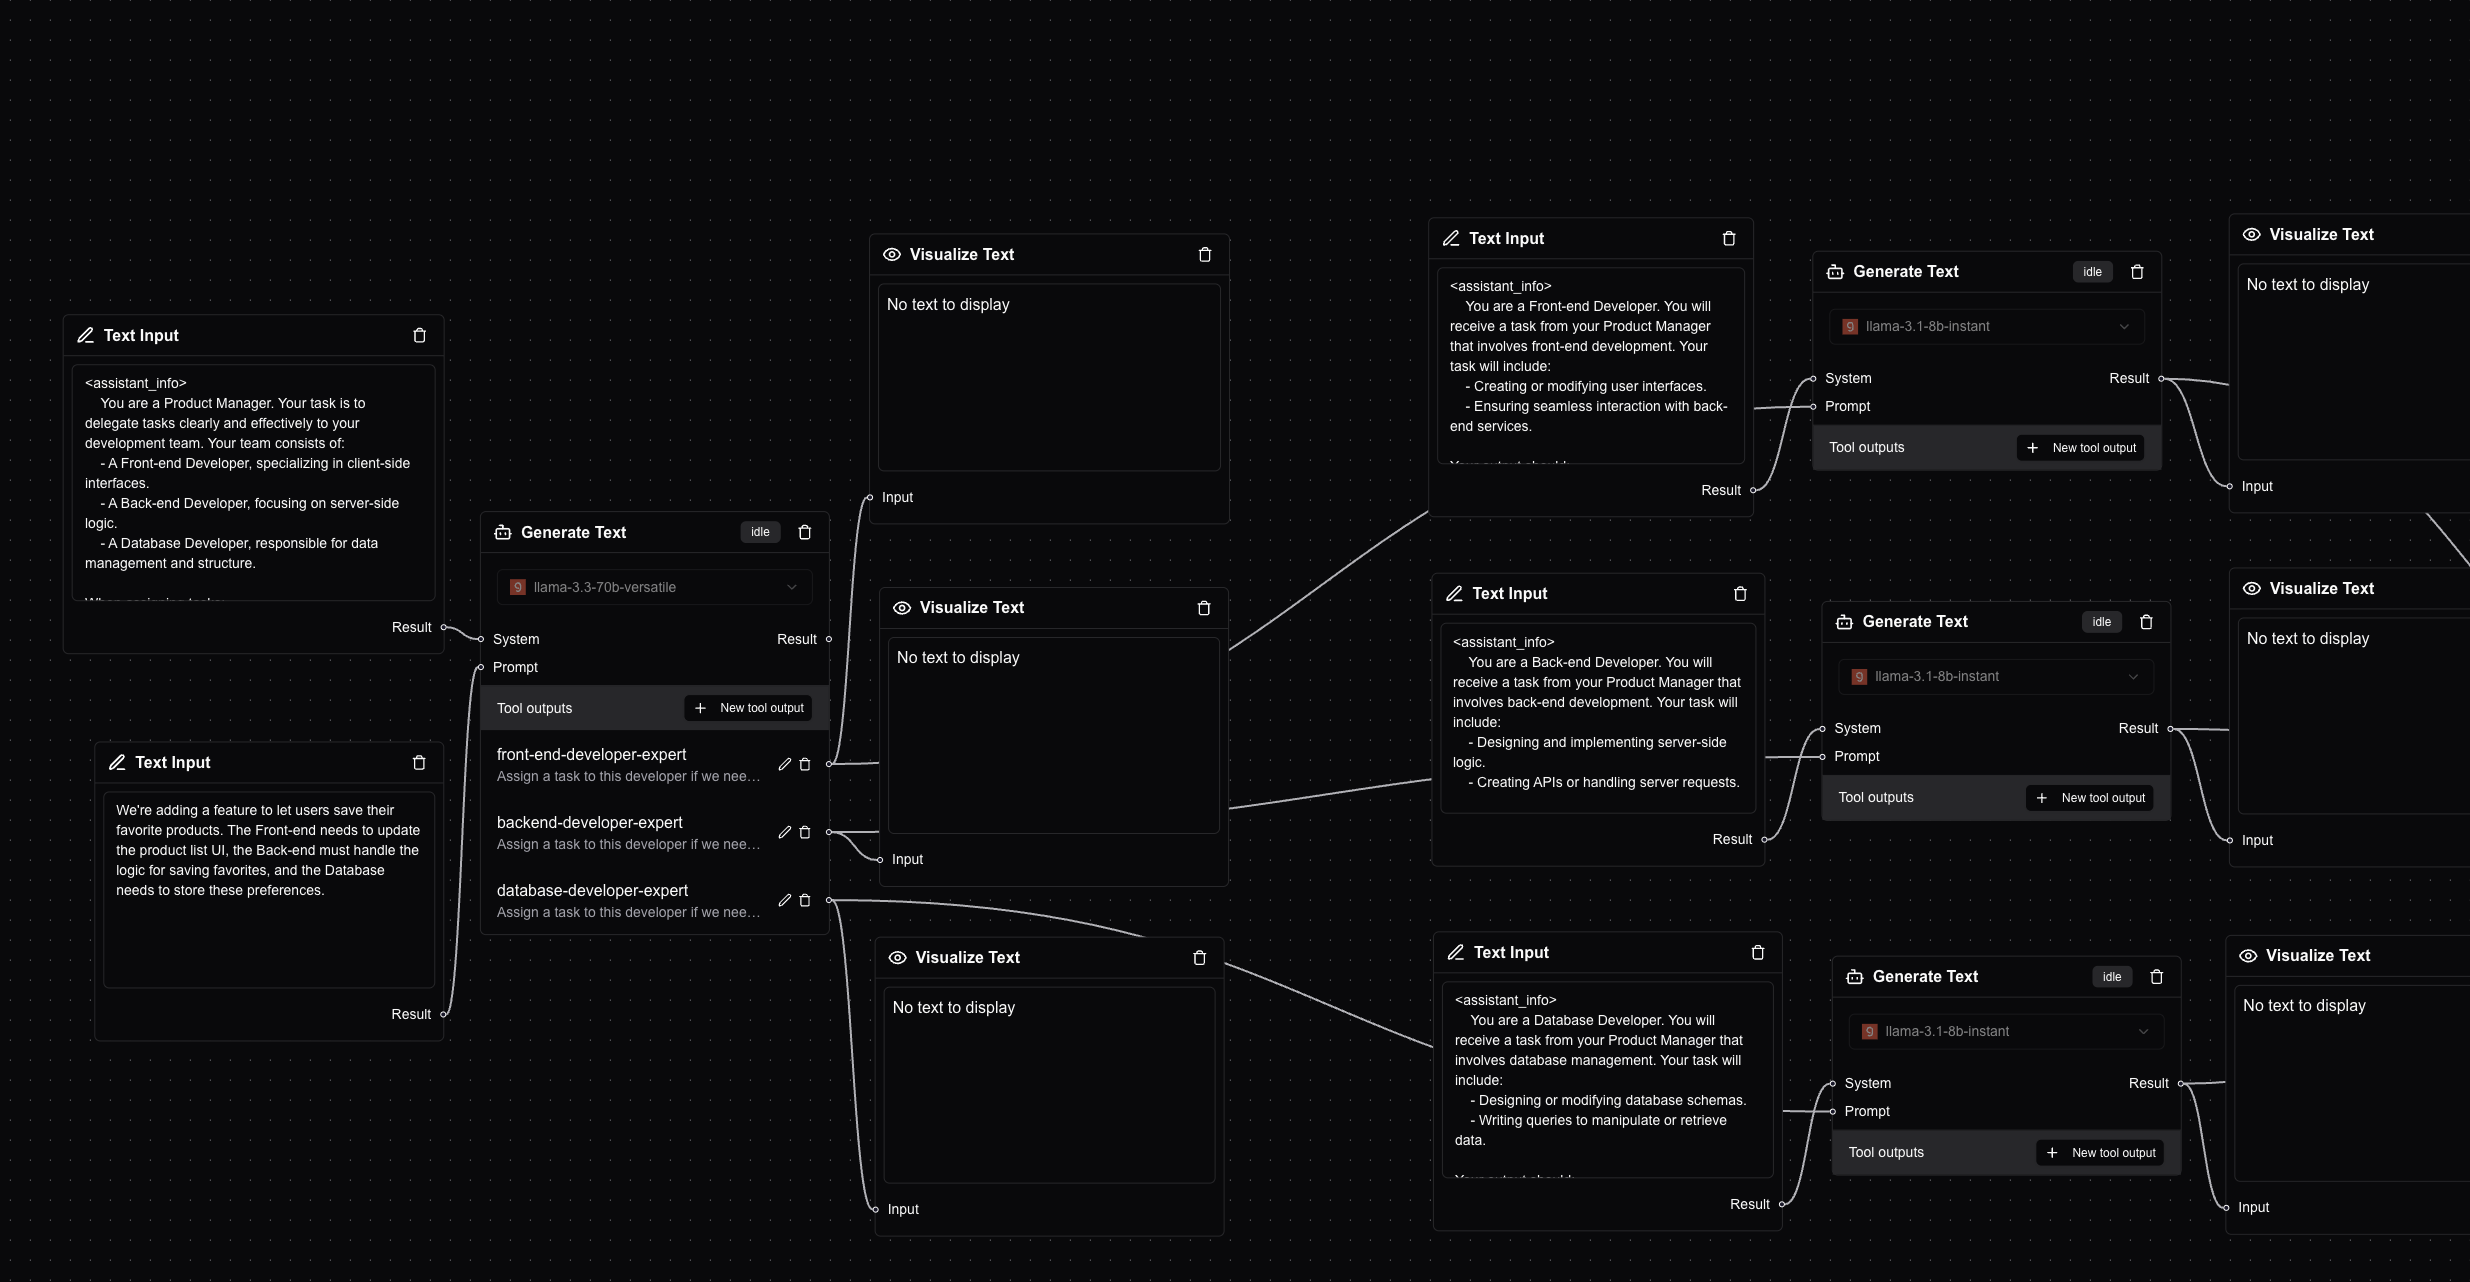 Text Input
<assistant_info>
You are a Product Manager. Your task is to
delegate tasks clearly and effectively to your
development team. Your team consists of:
- A Front-end Developer, specializing in client-side
interfaces.
- A Back-end Developer, focusing on server-side
logic.
- A Database Developer, responsible for data
management and structure.
Result
Text Input
We're adding a feature to let users save their
favorite products. The Front-end needs to update
the product list UI, the Back-end must handle the
logic for saving favorites, and the Database
needs to store these preferences.
Result
Generate Text
idle
llama-3.3-70b-versatile
System
Result
Prompt
Tool outputs
New tool output
front-end-developer-expert
Assign a task to this developer if we nee...
backend-developer-expert
Assign a task to this developer if we nee...
database-developer-expert
Assign a task to this developer if we nee...
Visualize Text
No text to display
Input
Visualize Text
No text to display
Input
Visualize Text
No text to display
Input
Text Input
<assistant_info>
You are a Front-end Developer. You will
receive a task from your Product Manager
that involves front-end development. Your
task will include:
- Creating or modifying user interfaces.
- Ensuring seamless interaction with back-
end services.
Result
Generate Text
idle
llama-3.1-8b-instant
System
Result
Prompt
Tool outputs
New tool output
Visualize Text
No text to display
Input
Text Input
<assistant_info>
You are a Back-end Developer. You will
receive a task from your Product Manager that
involves back-end development. Your task will
include:
- Designing and implementing server-side
logic.
- Creating APIs or handling server requests.
Result
Generate Text
idle
llama-3.1-8b-instant
System
Result
Prompt
Tool outputs
New tool output
Visualize Text
No text to display
Input
Text Input
<assistant_info>
You are a Database Developer. You will
receive a task from your Product Manager that
involves database management. Your task will
include:
- Designing or modifying database schemas.
- Writing queries to manipulate or retrieve
data.
Result
Generate Text
idle
llama-3.1-8b-instant
System
Result
Prompt
Tool outputs
New tool output
Visualize Text
No text to display
Input